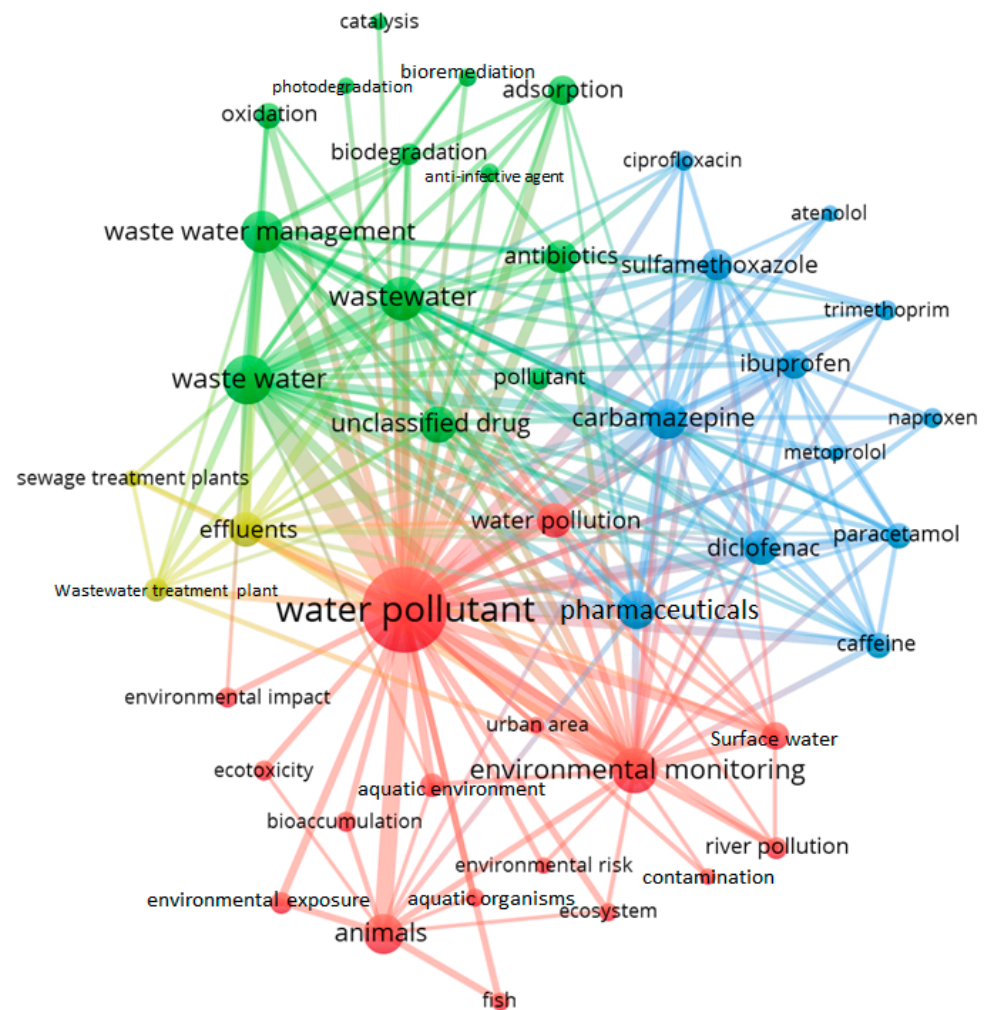 catalysis
bioremediation
photodegradation
adsorption
oxidation
biodegradation
anti-infective agent
ciprofloxacin
atenolol
waste water management
antibiotics
sulfamethoxazole
wastewater
trimethoprim
ibuprofen
waste water
pollutant
unclassified drug
carbamazepine
naproxen
metoprolol
sewage treatment plants
effluents
water pollution
diclofenac
paracetamol
Wastewater treatment plant
water pollutant
pharmaceuticals
caffeine
environmental impact
urban area
Surface water
ecotoxicity
environmental monitoring
aquatic environment
bioaccumulation
river pollution
environmental risk
contamination
environmental exposure
aquatic organisms
ecosystem
animals
fish